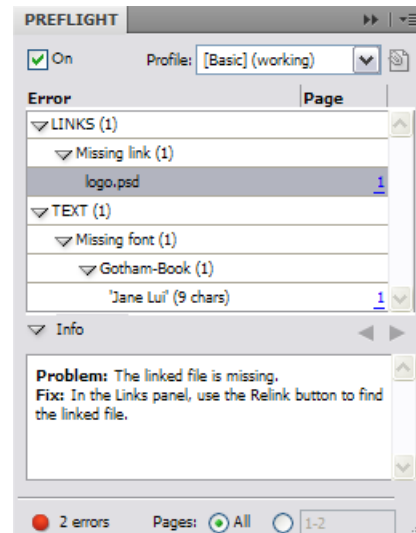 PREFLIGHT
On Profile: [Basic] (working)
Error Page
LINKS (1)
Missing link (1)
logo.psd 1
TEXT (1)
Missing font (1)
Gotham-Book (1)
'Jane Lui' (9 chars) 1
Info
Problem: The linked file is missing.
Fix: In the Links panel, use the Relink button to find
the linked file.
2 errors Pages: All 1-2